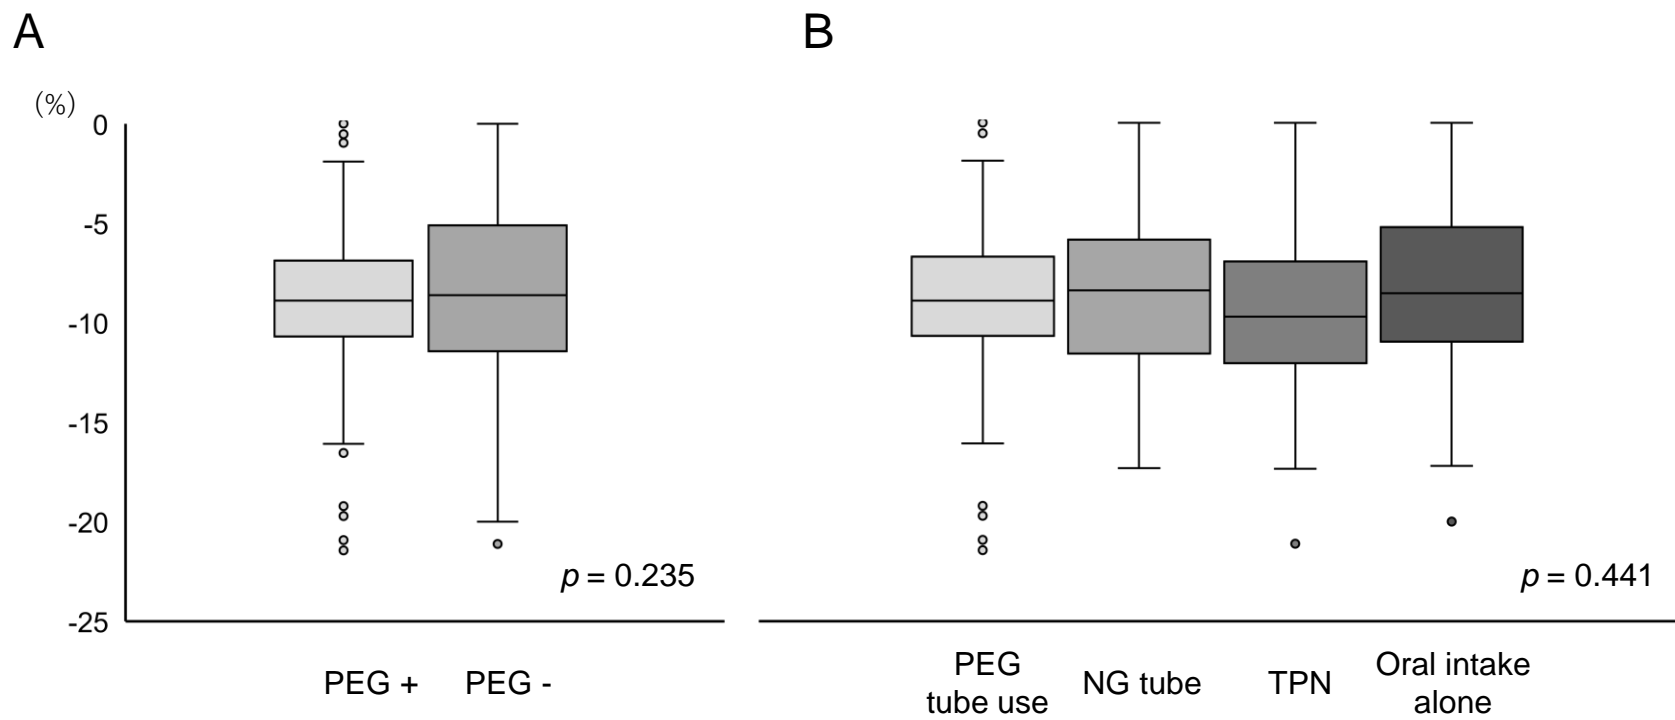 A
B
(%)
0
-5
-10
-15
-20
-25
p = 0.235
p = 0.441
PEG +
PEG -
PEG
tube use
NG tube
TPN
Oral intake
alone